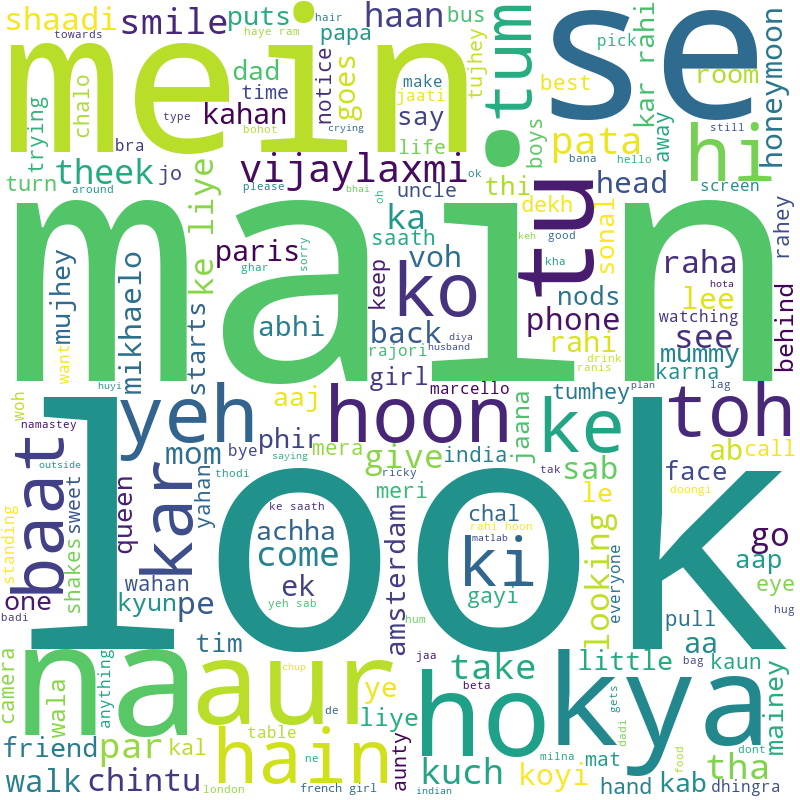 shaadi
towards
smile
puts
hair
haye ram
papa
haan
bus
mein
se
tum
tujhey
pick
kar rahi
honeymoon
room
best
still
chalo
trying
dad
time
kahan
notice
goes
make
jaati
say
type
bohot
crying
life
boys
away
pata
bana
hello
hi
bra
turn
theek
jo
around
ke liye
vijaylaxmi
please
bhai
uncle
ok
thi
tu
head
screen
main
oh
dekh
sonal
rahey
paris
ka
saath
voh
keh
good
raha
hota
mujhey
mikhaelo
ghar
sorry
keep
ko
kha
nods
lee
behind
want
starts
abhi
back
diya
phone
see
watching
rajori
husband
rahi
mummy
drink
ranis
karna
huyi
girl
marcello
tumhey
plan
lag
woh
yeh
aaj
hoon
jaana
ke
toh
namastey
baat
look
kar
mom
bye
phir
mera
give
india
ab
call
outside
thodi
saying
ricky
tak
sab
face
doongi
standing
sweet
queen
yahan
meri
le
ke saath
chal
rahi hoon
matlab
achha
come
ki
looking
everyone
go
aap
eye
shakes
wahan
ek
gayi
amsterdam
one
kyun
pe
yeh sab
hum
pull
hug
badi
tim
aa
na
aur
jaa
take
little
bag
kaun
camera
wala
anything
chup
beta
ye
ho
kya
mainey
liye
de
gets
dadi
friend
par
kal
table
ne
hain
aunty
kuch
milna
mat
food
dont
tha
walk
chintu
london
french girl
indian
koyi
hand
kab
dhingra